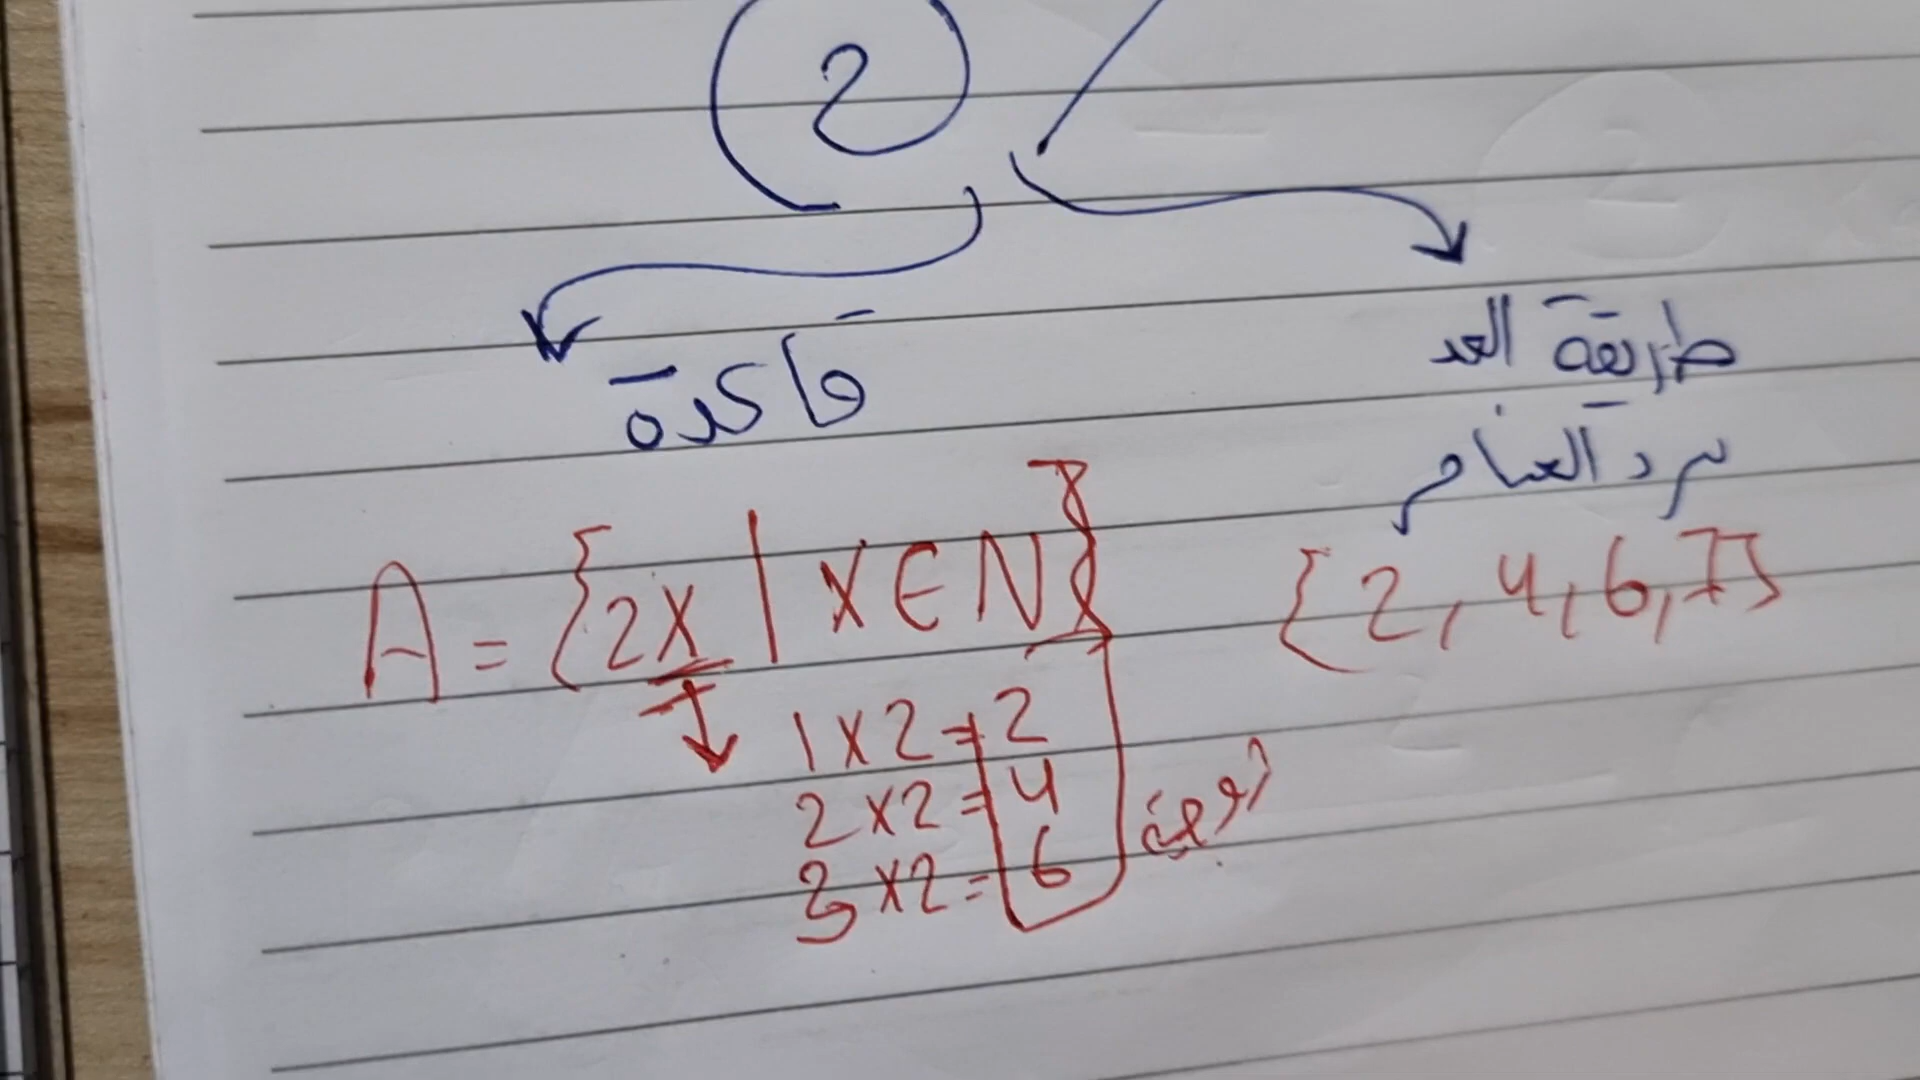 2
طريقة العد
سرد العناصر
{2, 4, 6, 7}
قاعدة
A = {2X | X ∈ N}
1 x 2 = 2
2 x 2 = 4
3 x 2 = 6